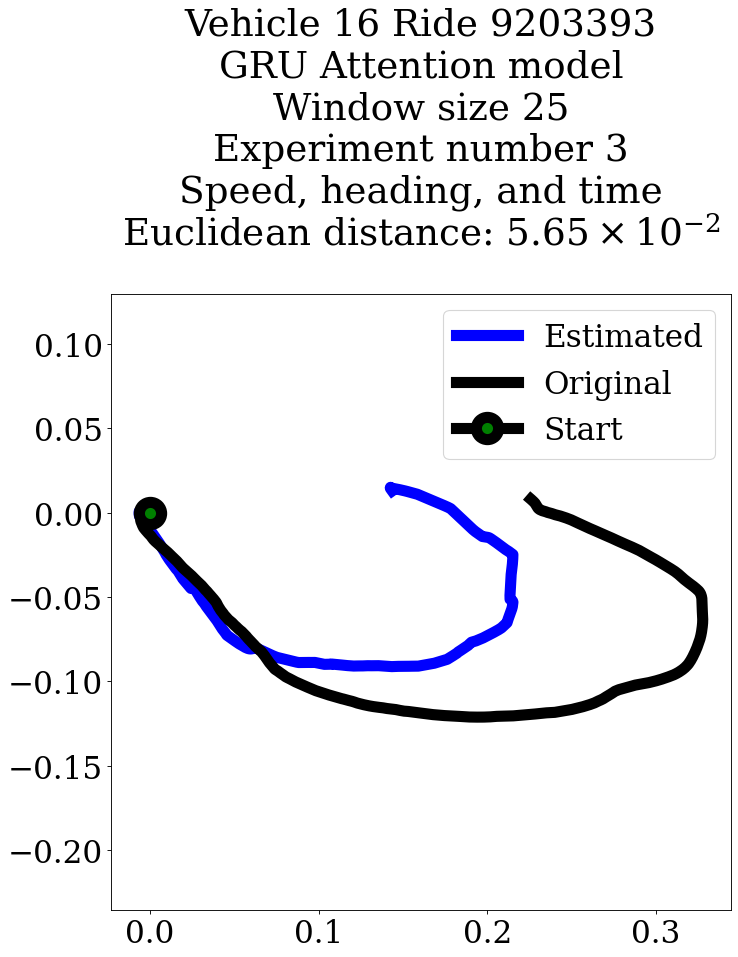 Vehicle 16 Ride 9203393
GRU Attention model
Window size 25
Experiment number 3
Speed, heading, and time
Euclidean distance: 5.65 × 10⁻²
Estimated
Original
Start
0.10
0.05
0.00
−0.05
−0.10
−0.15
−0.20
0.0 0.1 0.2 0.3